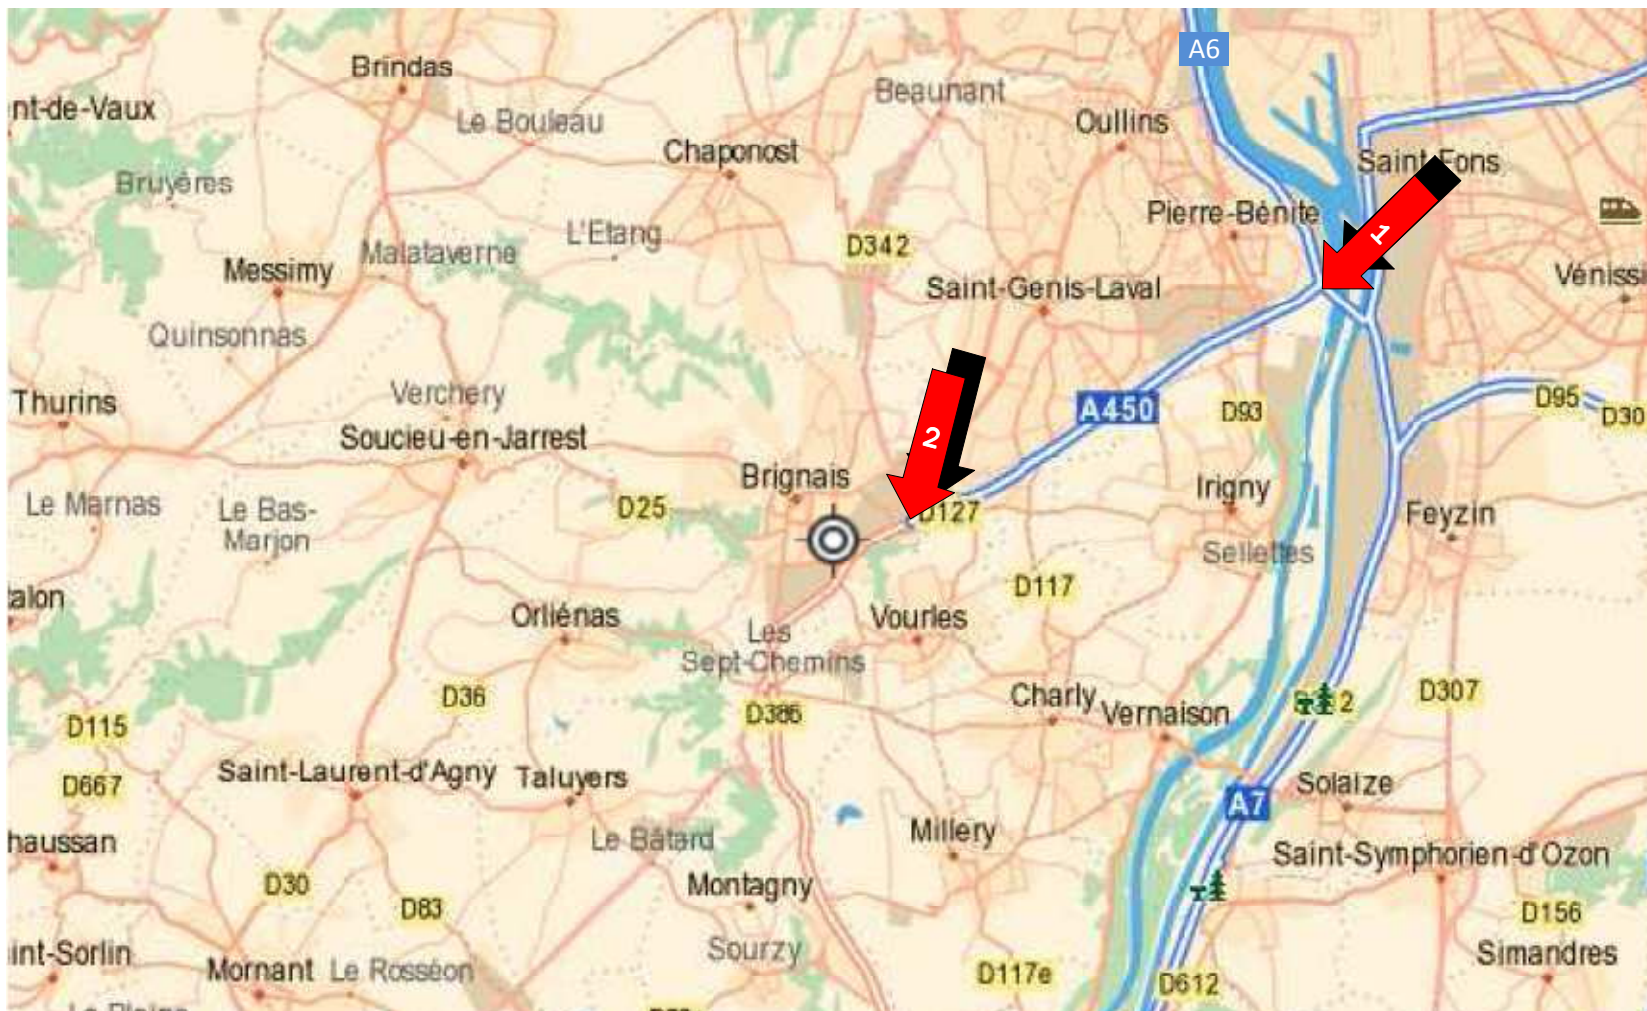 A6
Brindas
Beaunant
nt-de-Vaux
Le Bouleau
Oullins
Chaponost
Saint-Fons
Bruyères
Pierre-Bénite
L'Etang
1
D342
Malataverne
Messimy
Vénissi
Saint-Genis-Laval
Quinsonnas
Verchery
Thurins
A450
D93
D95
D30
Soucieu-en-Jarrest
2
Brignais
Irigny
Le Marnas
Le Bas-
Marjon
D25
D127
Feyzin
Sellettes
D117
alon
Orliénas
Vourles
Les
Sept-Chemins
D36
Charly
D307
2
D115
D386
Vernaison
Saint-Laurent-d'Agny
Taluyers
D667
Solaize
A7
haussan
Le Bâtard
Millery
Saint-Symphorien-d'Ozon
D30
Montagny
D83
D156
int-Sorlin
Sourzy
Simandres
Mornant
Le Rosséon
D117e
D612